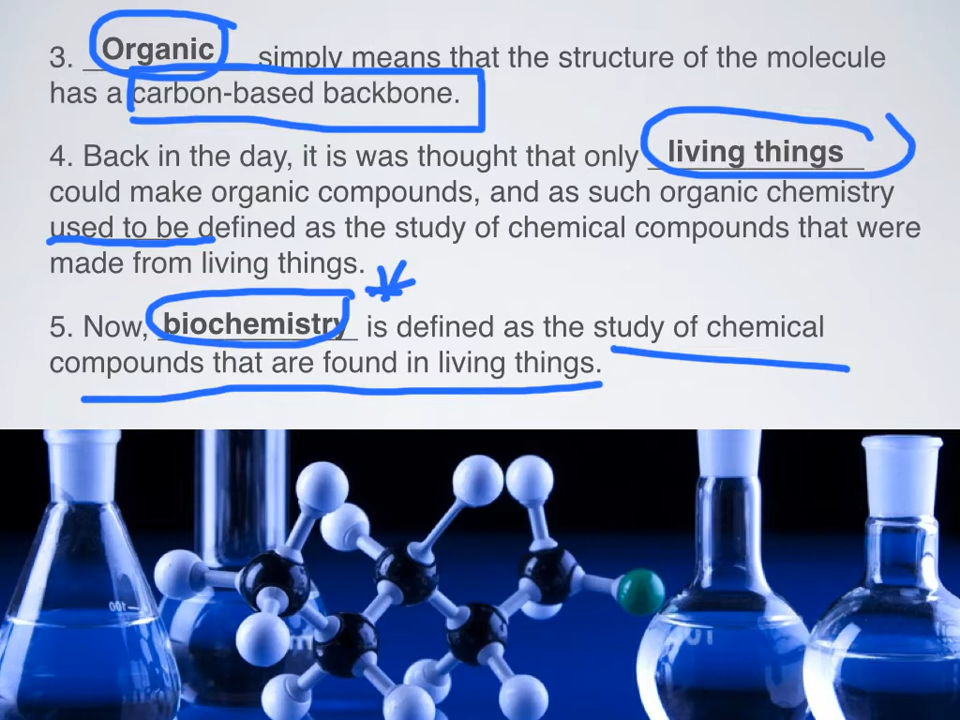 3. Organic simply means that the structure of the molecule
has a carbon-based backbone.
4. Back in the day, it is was thought that only living things
could make organic compounds, and as such organic chemistry
used to be defined as the study of chemical compounds that were
made from living things.
5. Now, biochemistry is defined as the study of chemical
compounds that are found in living things.
100